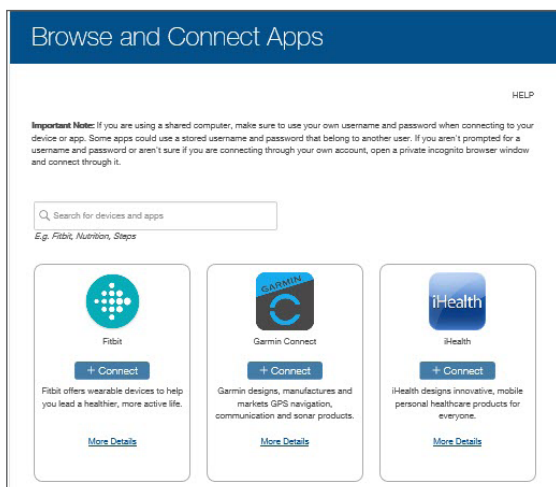 Browse and Connect Apps
HELP
Important Note: If you are using a shared computer, make sure to use your own username and password when connecting to your
device or app. Some apps could use a stored username and password that belong to another user. If you aren't prompted for a
username and password or aren't sure if you are connecting through your own account, open a private incognito browser window
and connect through it.
Search for devices and apps
E.g. Fitbit, Nutrition, Steps
Fitbit
+ Connect
Fitbit offers wearable devices to help
you lead a healthier, more active life.
More Details
GARMIN
Garmin Connect
+ Connect
Garmin designs, manufactures and
markets GPS navigation,
communication and sonar products.
More Details
iHealth
iHealth
+ Connect
iHealth designs innovative, mobile
personal healthcare products for
everyone.
More Details